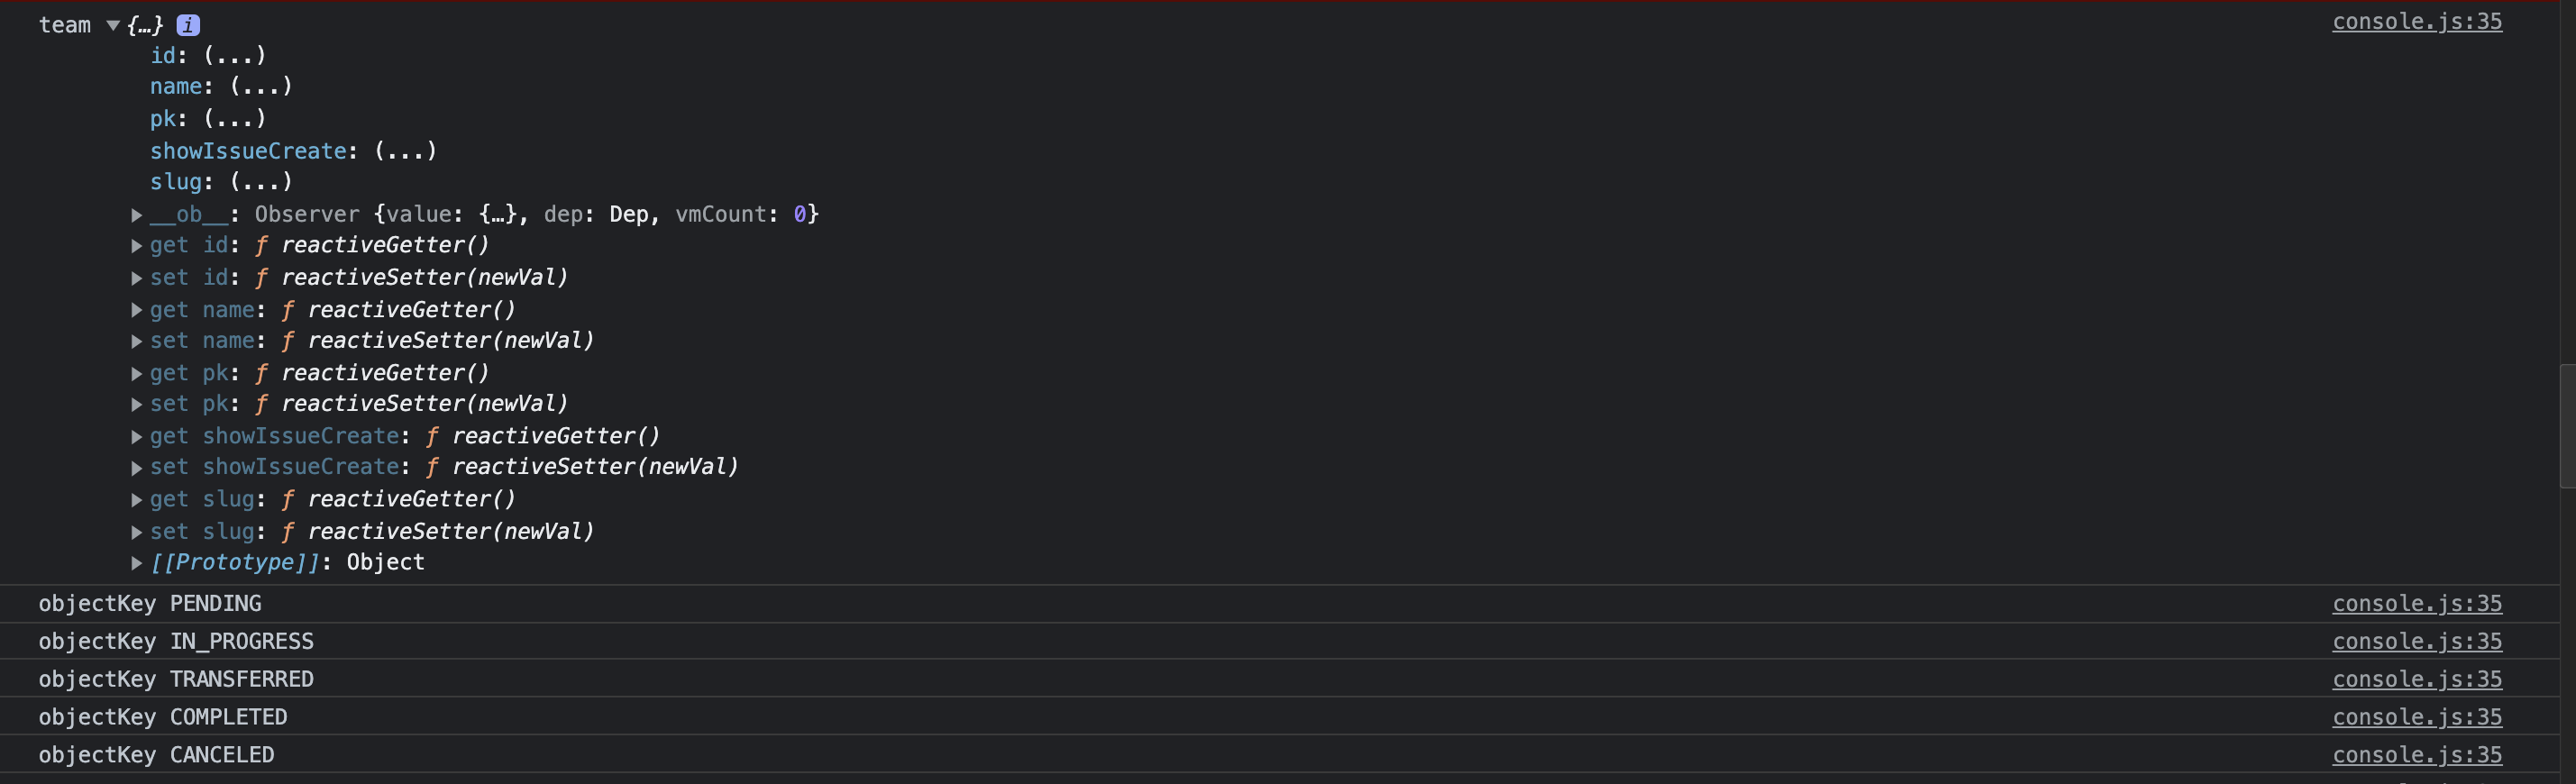 team ▼{…} i console.js:35
id: (...)
name: (...)
pk: (...)
showIssueCreate: (...)
slug: (...)
▶__ob__: Observer {value: {…}, dep: Dep, vmCount: 0}
▶get id: ƒ reactiveGetter()
▶set id: ƒ reactiveSetter(newVal)
▶get name: ƒ reactiveGetter()
▶set name: ƒ reactiveSetter(newVal)
▶get pk: ƒ reactiveGetter()
▶set pk: ƒ reactiveSetter(newVal)
▶get showIssueCreate: ƒ reactiveGetter()
▶set showIssueCreate: ƒ reactiveSetter(newVal)
▶get slug: ƒ reactiveGetter()
▶set slug: ƒ reactiveSetter(newVal)
▶[[Prototype]]: Object
objectKey PENDING console.js:35
objectKey IN_PROGRESS console.js:35
objectKey TRANSFERRED console.js:35
objectKey COMPLETED console.js:35
objectKey CANCELED console.js:35